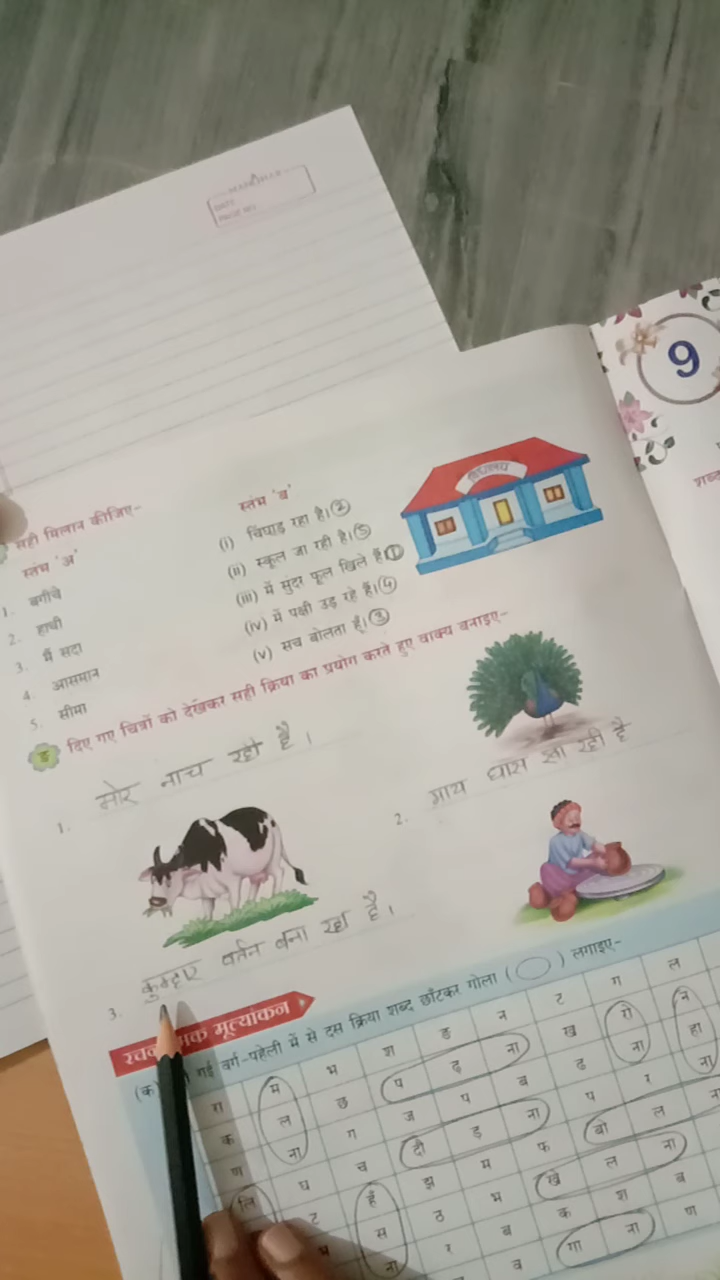 9
सही मिलान कीजिए-
स्तंभ 'अ' स्तंभ 'ब'
1. बगीचे (i) चिंघाड़ रहा है। ②
2. हाथी (ii) स्कूल जा रही है। ⑤
3. मैं सदा (iii) में सुंदर फूल खिले हैं। ①
4. आसमान (iv) में पक्षी उड़ रहे हैं। ④
5. सीमा (v) सच बोलता हूँ। ③
ङ दिए गए चित्रों को देखकर सही क्रिया का प्रयोग करते हुए वाक्य बनाइए-
1. मोर नाच रहा है।
2. गाय घास खा रही है
3. कुम्हार बर्तन बना रहा है।
मूल्यांकन
(क) गई वर्ग-पहेली में से दस क्रिया शब्द छाँटकर गोला ( ) लगाइए-
रा म भ श ङ न ट ग ल
क ल छ प ढ़ ना ख रो न
ण ना ग ज प ब ढ ना हा
लि घ च दौ ड़ ना प र ना
ट हँ झ म फ बो ल ना
स ठ भ खे ल ना
ना र ब क श ब
व गा ना ण